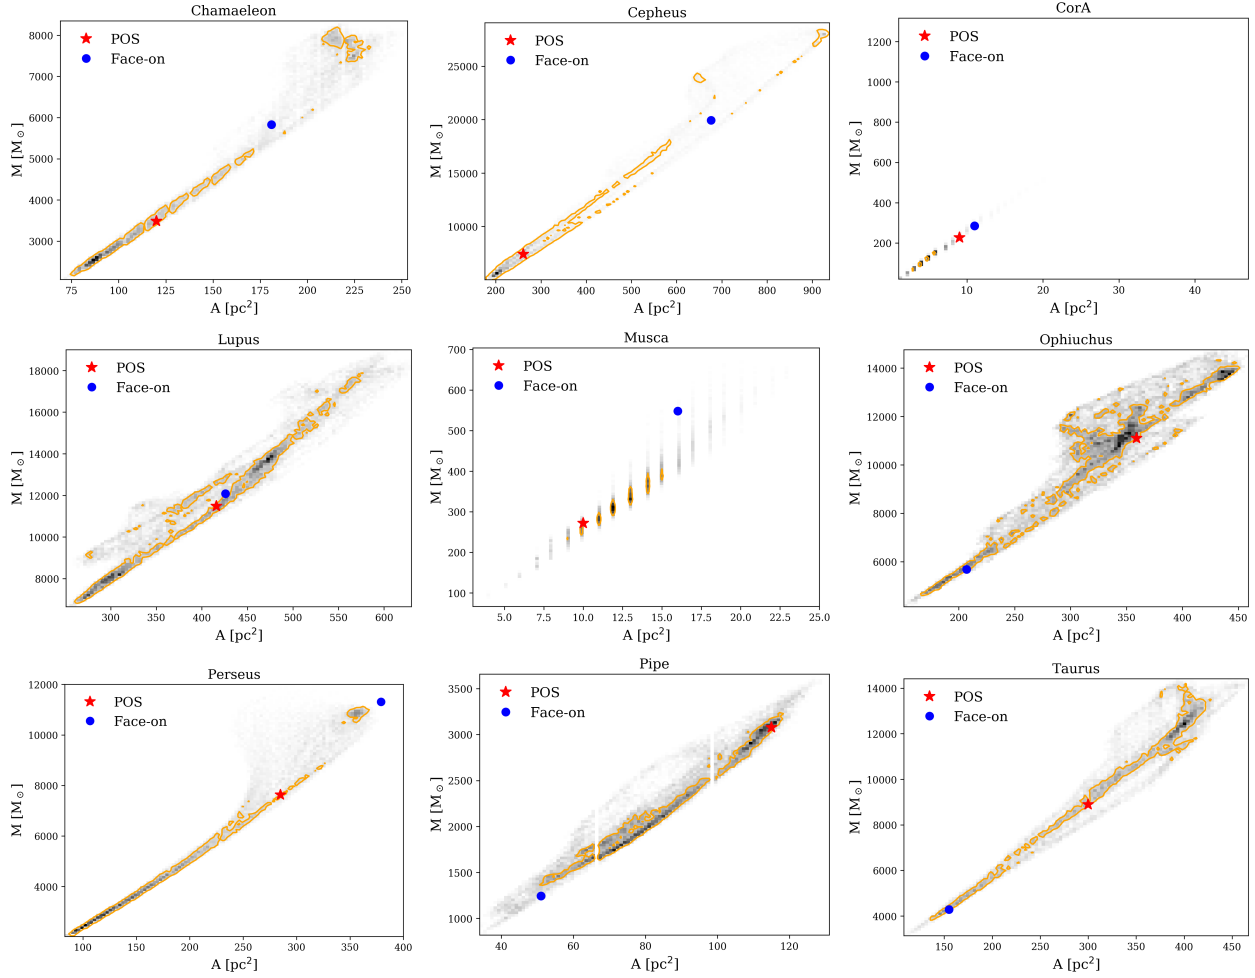 Chamaeleon
POS
Face-on
8000
7000
6000
5000
4000
3000
M [M⊙]
75 100 125 150 175 200 225 250
A [pc²]
Cepheus
POS
Face-on
25000
20000
15000
10000
M [M⊙]
200 300 400 500 600 700 800 900
A [pc²]
CorA
POS
Face-on
1200
1000
800
600
400
200
M [M⊙]
10 20 30 40
A [pc²]
Lupus
POS
Face-on
18000
16000
14000
12000
10000
8000
M [M⊙]
300 350 400 450 500 550 600
A [pc²]
Musca
POS
Face-on
700
600
500
400
300
200
100
M [M⊙]
5.0 7.5 10.0 12.5 15.0 17.5 20.0 22.5 25.0
A [pc²]
Ophiuchus
POS
Face-on
14000
12000
10000
8000
6000
M [M⊙]
200 250 300 350 400 450
A [pc²]
Perseus
POS
Face-on
12000
10000
8000
6000
4000
M [M⊙]
100 150 200 250 300 350 400
A [pc²]
Pipe
POS
Face-on
3500
3000
2500
2000
1500
1000
M [M⊙]
40 60 80 100 120
A [pc²]
Taurus
POS
Face-on
14000
12000
10000
8000
6000
4000
M [M⊙]
150 200 250 300 350 400 450
A [pc²]